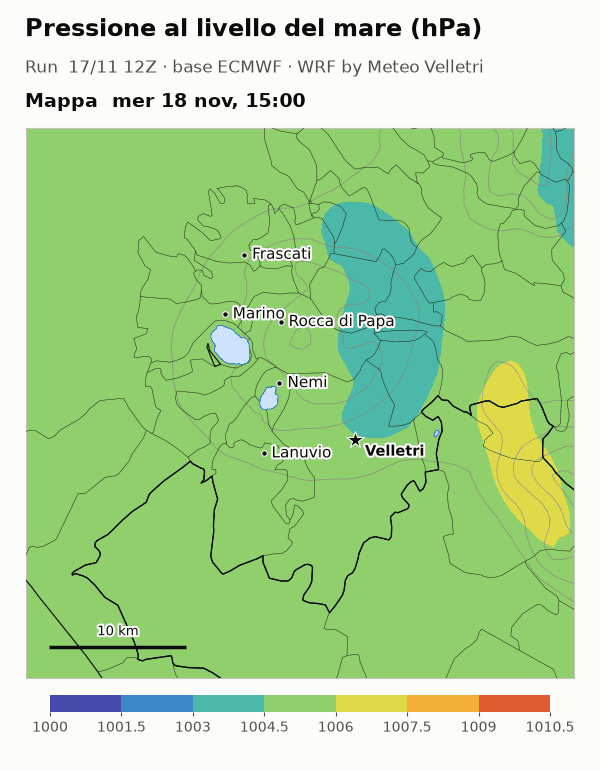 Pressione al livello del mare (hPa)
Run  17/11 12Z · base ECMWF · WRF by Meteo Velletri
Mappa  mer 18 nov, 15:00
Frascati
Marino
Rocca di Papa
Nemi
Velletri
Lanuvio
10 km
1000 1001.5 1003 1004.5 1006 1007.5 1009 1010.5